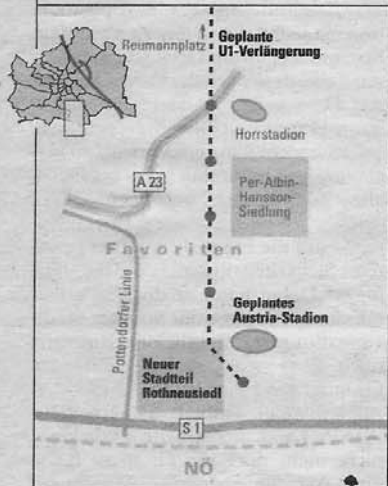 Reumannplatz
Geplante
U1-Verlängerung
Horrstadion
A 23
Per-Albin-
Hansson-
Siedlung
Favoriten
Pottendorfer Linie
Geplantes
Austria-Stadion
Neuer
Stadtteil
Rothneusiedl
S 1
NÖ